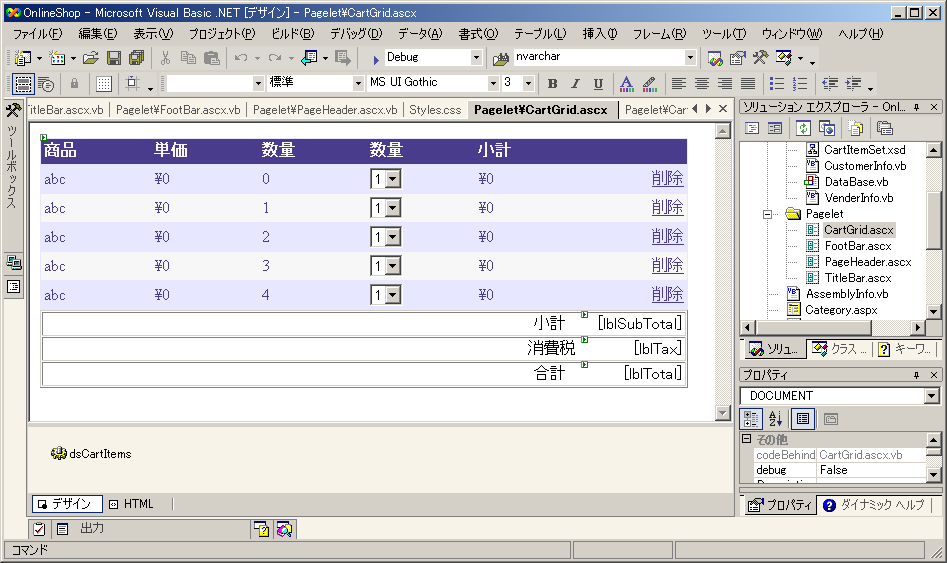 OnlineShop - Microsoft Visual Basic .NET [デザイン] - Pagelet¥CartGrid.ascx
ファイル(F) 編集(E) 表示(V) プロジェクト(P) ビルド(B) デバッグ(D) データ(A) 書式(O) テーブル(L) 挿入(I) フレーム(R) ツール(T) ウィンドウ(W) ヘルプ(H)
Debug nvarchar
標準 MS UI Gothic 3 B I U A
TitleBar.ascx.vb Pagelet¥FootBar.ascx.vb Pagelet¥PageHeader.ascx.vb Styles.css Pagelet¥CartGrid.ascx Pagelet¥Car
ツールボックス
商品 単価 数量 数量 小計
abc ¥0 0 1 ¥0 削除
abc ¥0 1 1 ¥0 削除
abc ¥0 2 1 ¥0 削除
abc ¥0 3 1 ¥0 削除
abc ¥0 4 1 ¥0 削除
小計 [lblSubTotal]
消費税 [lblTax]
合計 [lblTotal]
dsCartItems
デザイン HTML
出力
コマンド
ソリューション エクスプローラ - Onl...
CartItemSet.xsd
CustomerInfo.vb
DataBase.vb
VenderInfo.vb
Pagelet
CartGrid.ascx
FootBar.ascx
PageHeader.ascx
TitleBar.ascx
AssemblyInfo.vb
Category.aspx
ソリュ... クラス ... キーワ...
プロパティ
DOCUMENT
その他
codeBehind CartGrid.ascx.vb
debug False
プロパティ ダイナミック ヘルプ